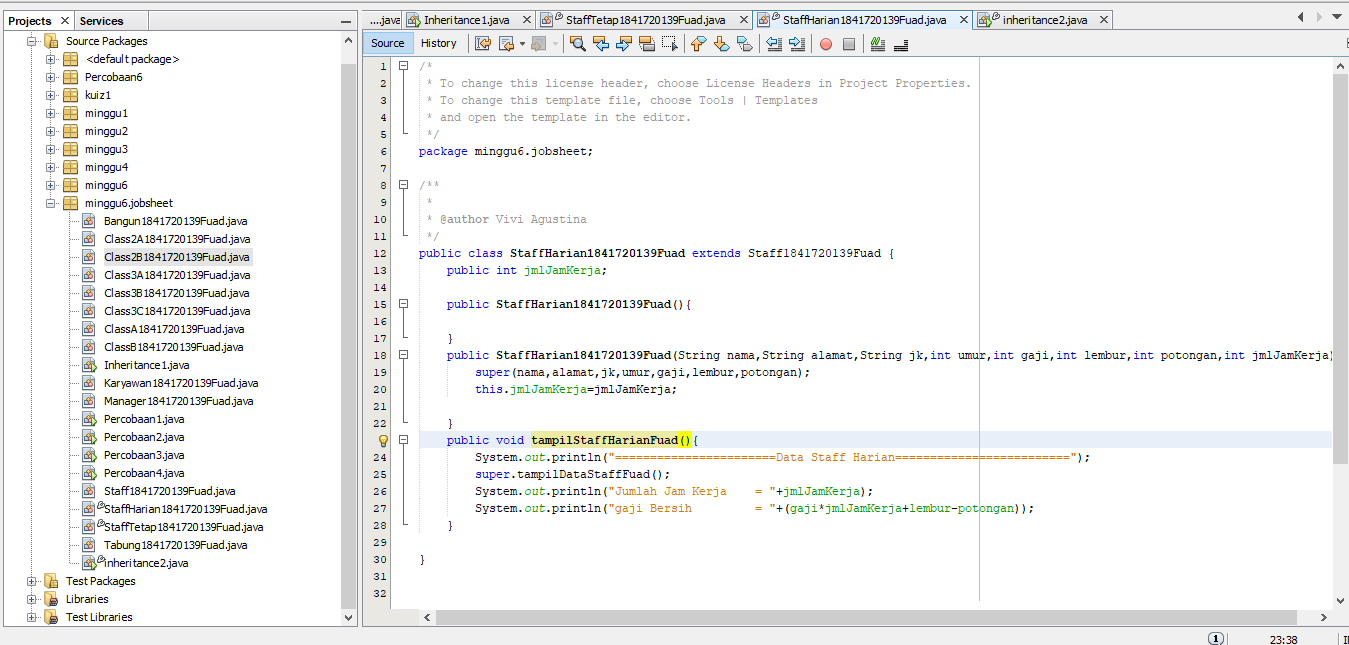 Projects × Services
Source Packages
<default package>
Percobaan6
kuiz1
minggu1
minggu2
minggu3
minggu4
minggu6
minggu6.jobsheet
Bangun1841720139Fuad.java
Class2A1841720139Fuad.java
Class2B1841720139Fuad.java
Class3A1841720139Fuad.java
Class3B1841720139Fuad.java
Class3C1841720139Fuad.java
ClassA1841720139Fuad.java
ClassB1841720139Fuad.java
Inheritance1.java
Karyawan1841720139Fuad.java
Manager1841720139Fuad.java
Percobaan1.java
Percobaan2.java
Percobaan3.java
Percobaan4.java
Staff1841720139Fuad.java
StaffHarian1841720139Fuad.java
StaffTetap1841720139Fuad.java
Tabung1841720139Fuad.java
inheritance2.java
Test Packages
Libraries
Test Libraries
....java Inheritance1.java × StaffTetap1841720139Fuad.java × StaffHarian1841720139Fuad.java × inheritance2.java ×
Source History
1 /*
2 * To change this license header, choose License Headers in Project Properties.
3 * To change this template file, choose Tools | Templates
4 * and open the template in the editor.
5 */
6 package minggu6.jobsheet;
7
8 /**
9 *
10 * @author Vivi Agustina
11 */
12 public class StaffHarian1841720139Fuad extends Staff1841720139Fuad {
13 public int jmlJamKerja;
14
15 public StaffHarian1841720139Fuad(){
16
17 }
18 public StaffHarian1841720139Fuad(String nama,String alamat,String jk,int umur,int gaji,int lembur,int potongan,int jmlJamKerja)
19 super(nama,alamat,jk,umur,gaji,lembur,potongan);
20 this.jmlJamKerja=jmlJamKerja;
21
22 }
public void tampilStaffHarianFuad(){
24 System.out.println("=======================Data Staff Harian=========================");
25 super.tampilDataStaffFuad();
26 System.out.println("Jumlah Jam Kerja    = "+jmlJamKerja);
27 System.out.println("gaji Bersih         = "+(gaji*jmlJamKerja+lembur-potongan));
28 }
29
30 }
31
32
1 23:38